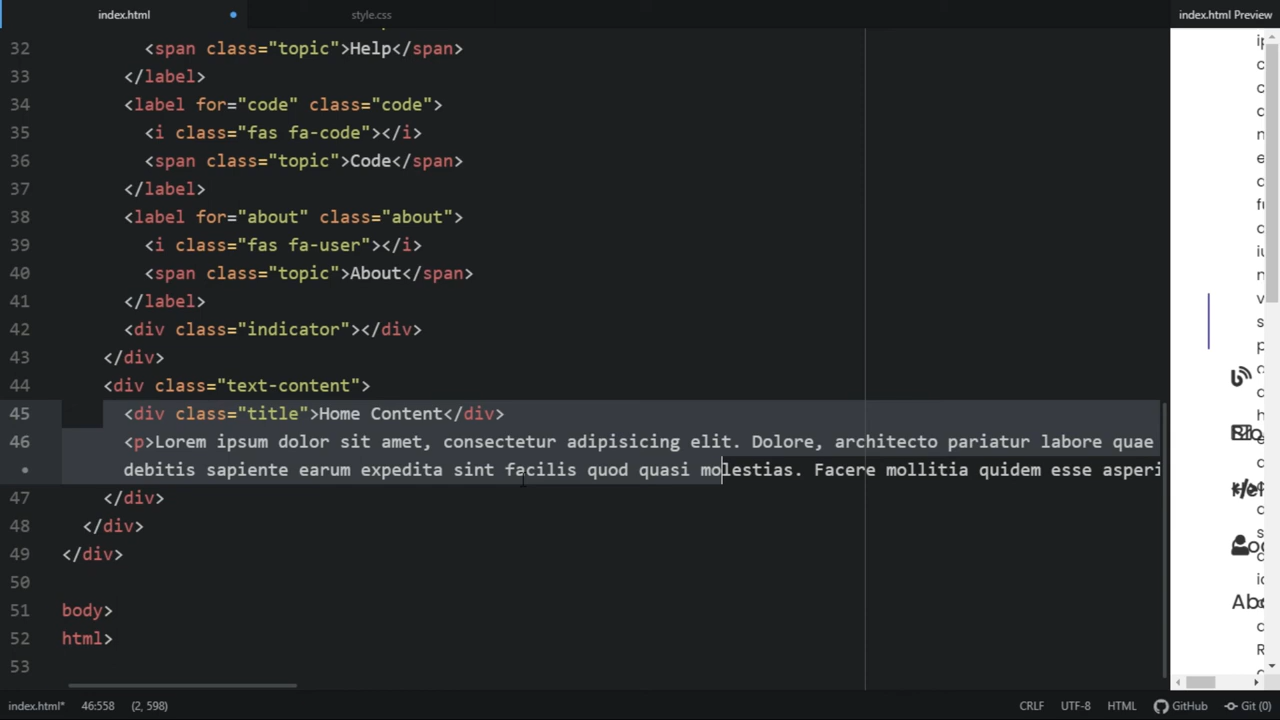 index.html
style.css
index.html Preview
32 <span class="topic">Help</span>
33 </label>
34 <label for="code" class="code">
35 <i class="fas fa-code"></i>
36 <span class="topic">Code</span>
37 </label>
38 <label for="about" class="about">
39 <i class="fas fa-user"></i>
40 <span class="topic">About</span>
41 </label>
42 <div class="indicator"></div>
43 </div>
44 <div class="text-content">
45 <div class="title">Home Content</div>
46 <p>Lorem ipsum dolor sit amet, consectetur adipisicing elit. Dolore, architecto pariatur labore quae
• debitis sapiente earum expedita sint facilis quod quasi molestias. Facere mollitia quidem esse asperi
47 </div>
48 </div>
49 </div>
50
51 body>
52 html>
53
index.html* 46:558 (2, 598) CRLF UTF-8 HTML GitHub Git (0)